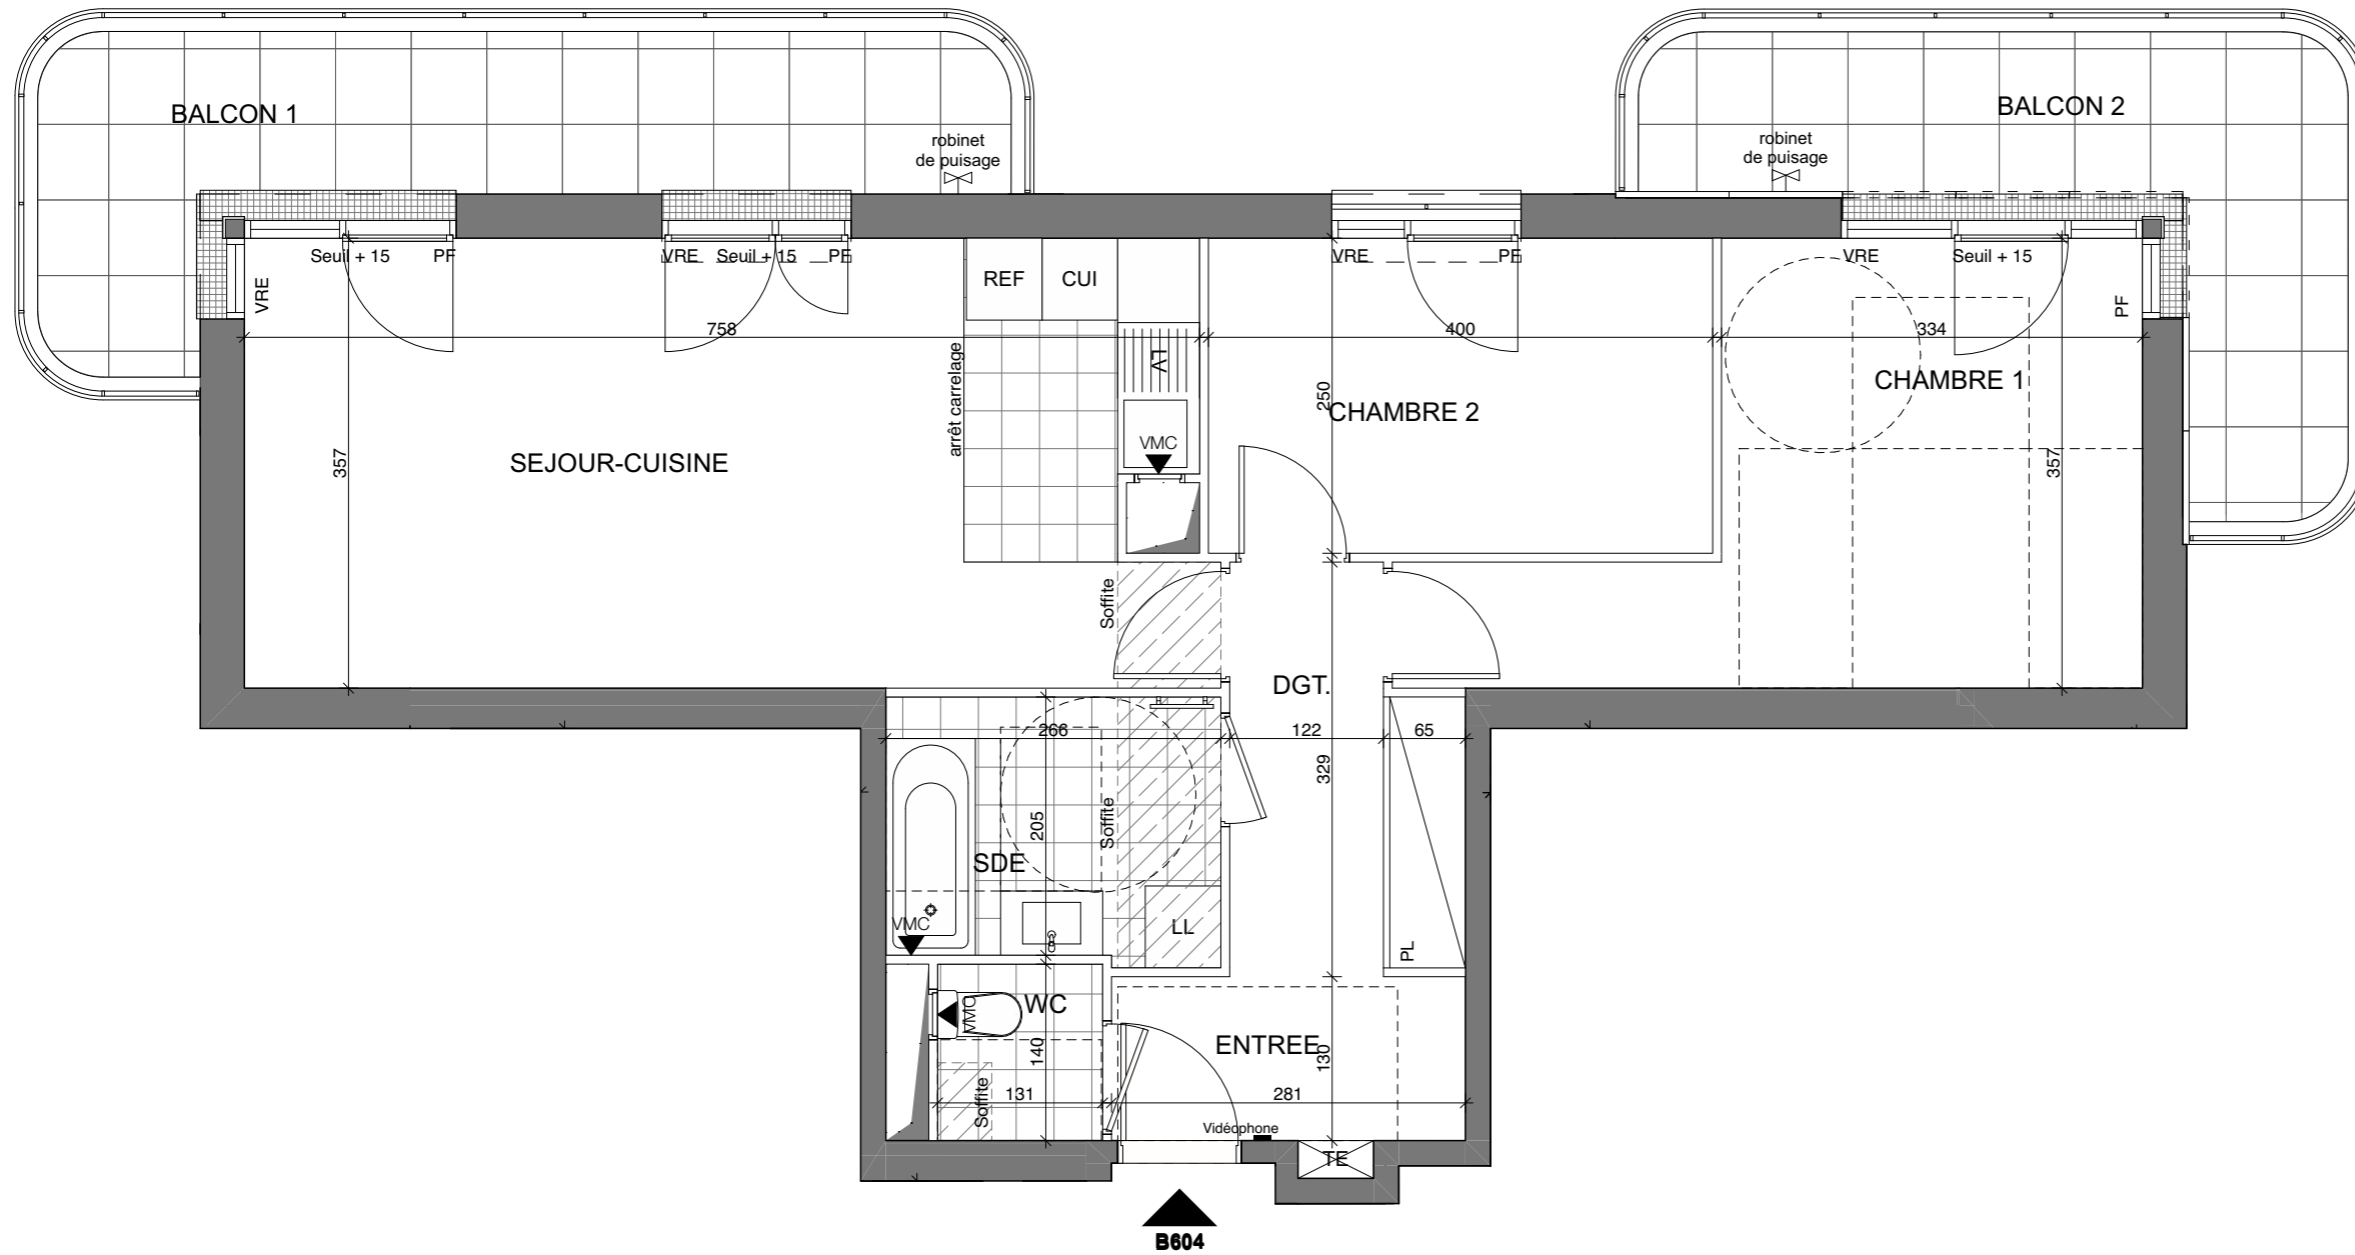 BALCON 1
BALCON 2
robinet
de puisage
robinet
de puisage
VRE
Seuil + 15
PF
VRE
Seuil + 15
PF
REF
CUI
VRE
PF
VRE
Seuil + 15
PF
758
400
334
arrêt carrelage
LV
VMC
250
CHAMBRE 2
CHAMBRE 1
357
SEJOUR-CUISINE
357
Soffite
DGT.
266
122
65
329
205
Soffite
SDE
VMC
LL
PL
VMC
WC
140
131
Soffite
ENTREE
130
281
Vidéophone
TE
B604